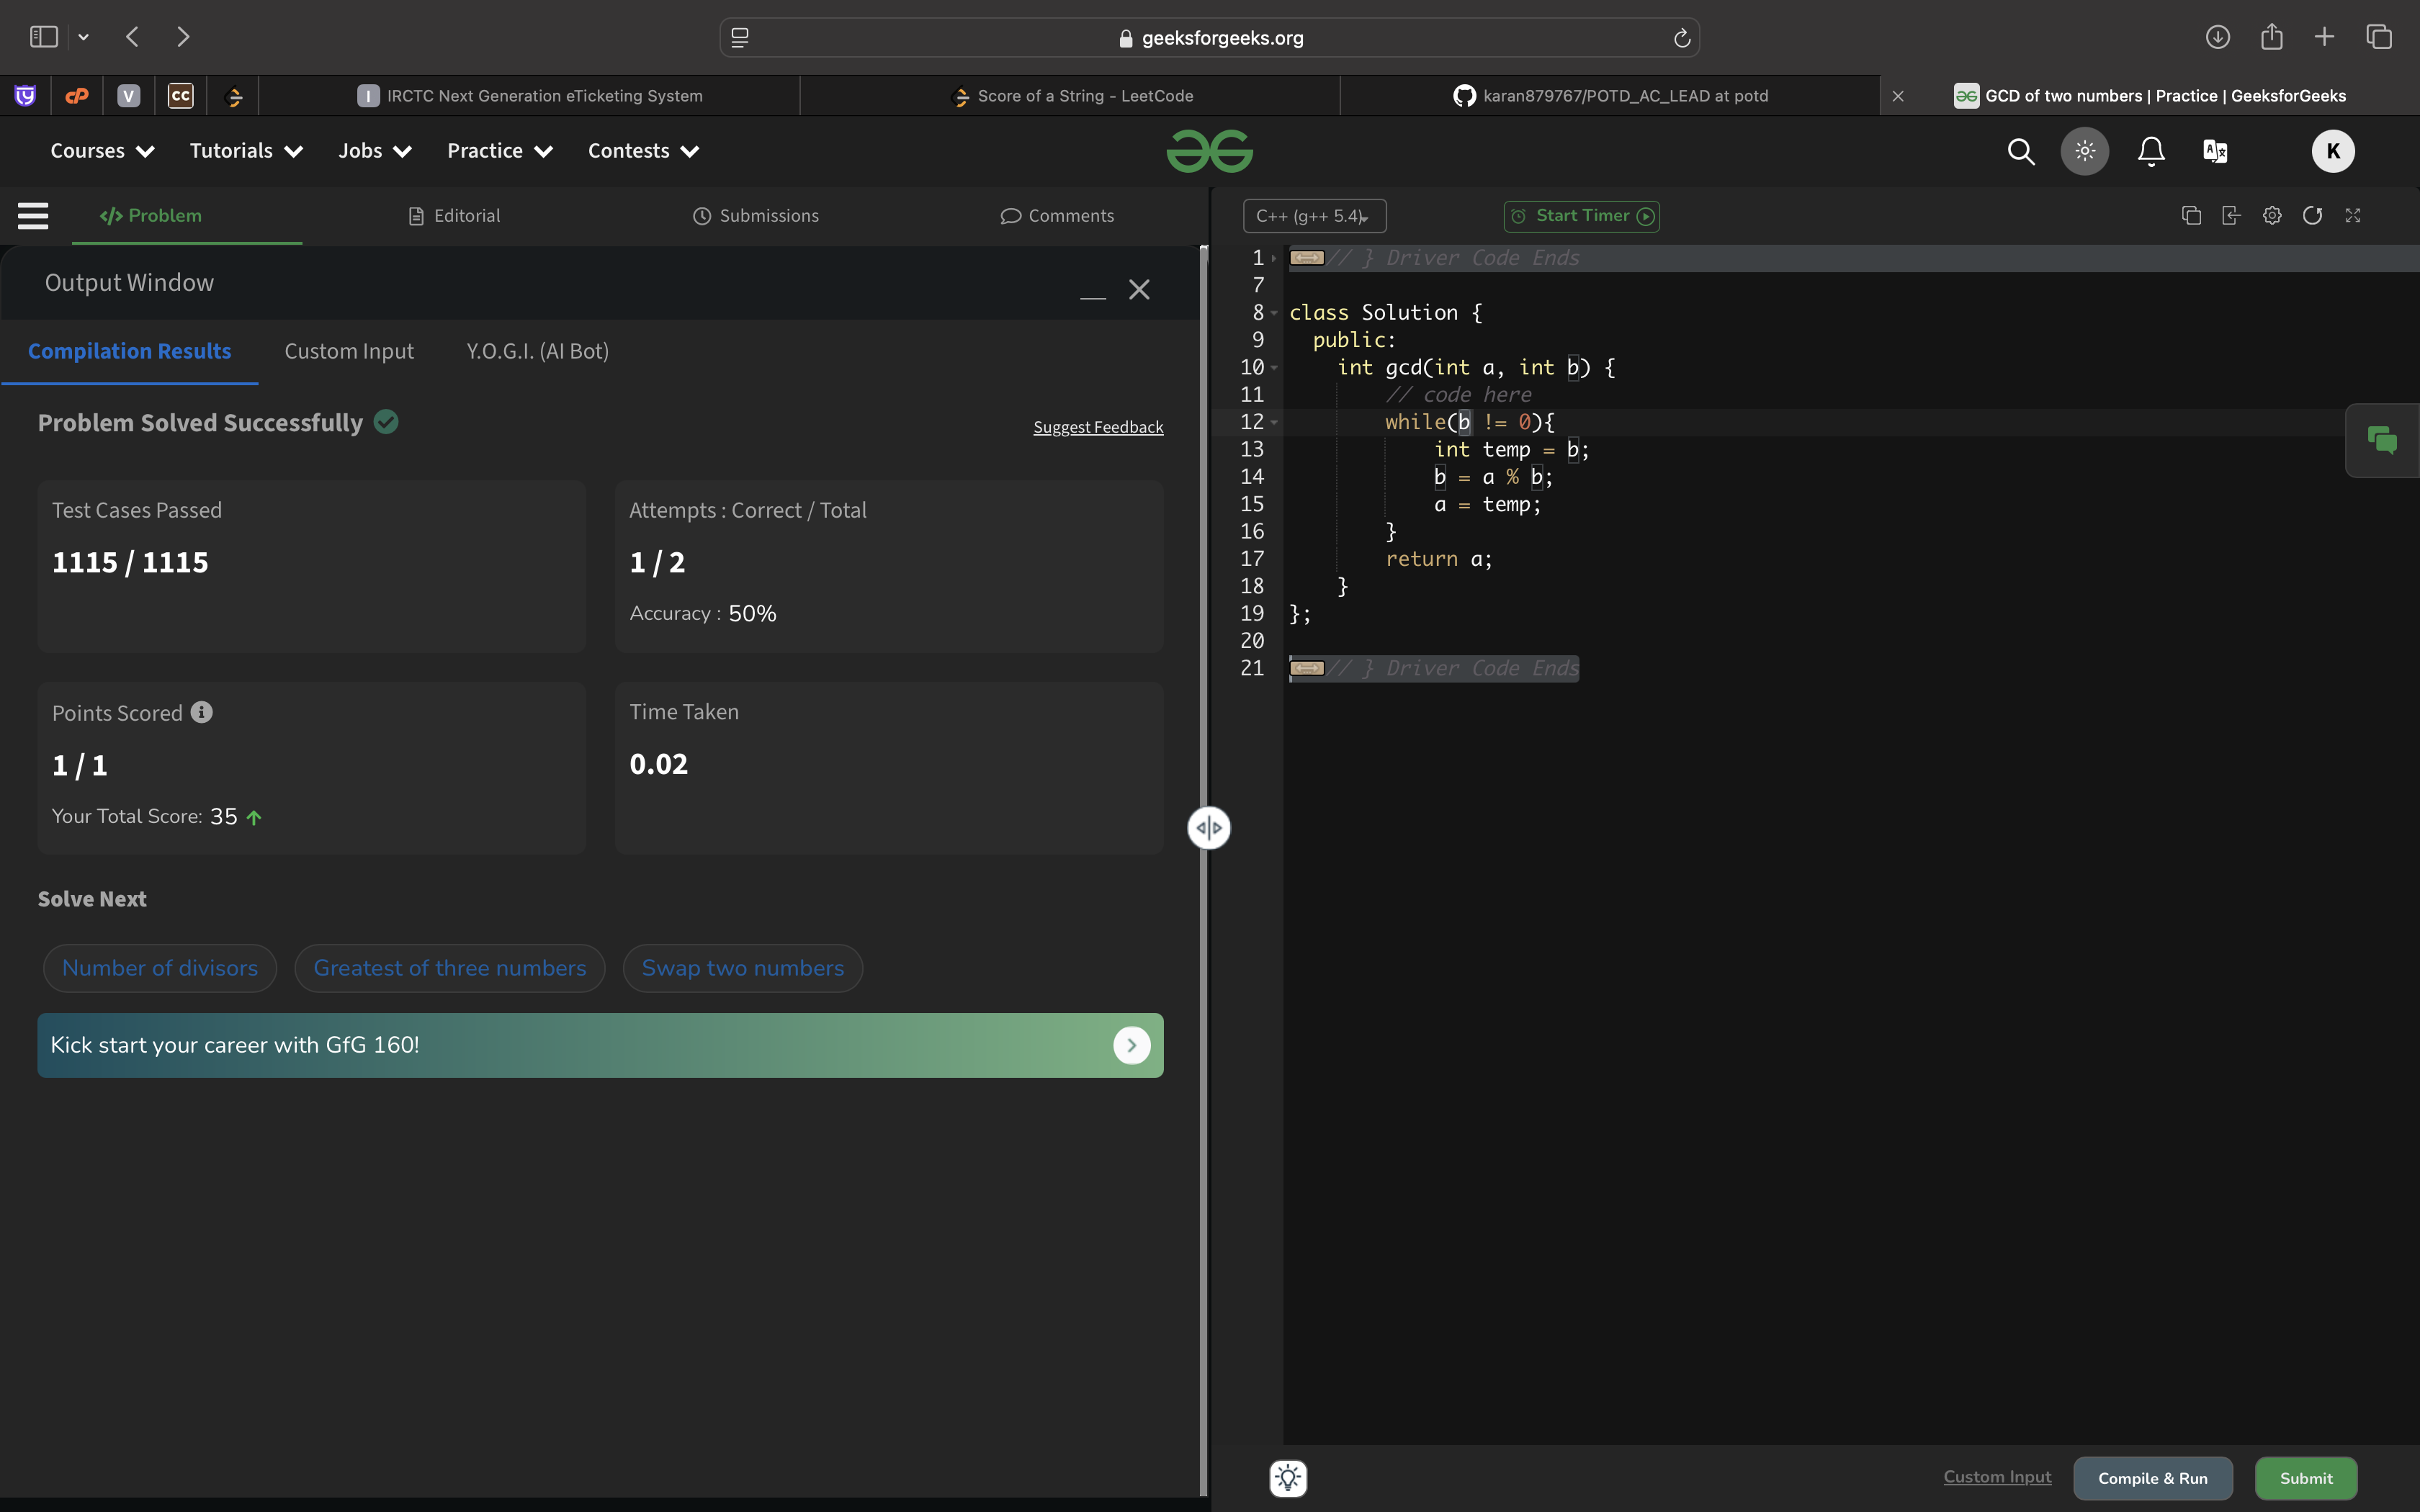 geeksforgeeks.org
V
CC
I IRCTC Next Generation eTicketing System
Score of a String - LeetCode
karan879767/POTD_AC_LEAD at potd
GCD of two numbers | Practice | GeeksforGeeks
Courses Tutorials Jobs Practice Contests
K
</> Problem Editorial Submissions Comments
C++ (g++ 5.4) Start Timer
Output Window
Compilation Results Custom Input Y.O.G.I. (AI Bot)
Problem Solved Successfully
Suggest Feedback
Test Cases Passed
1115 / 1115
Attempts : Correct / Total
1 / 2
Accuracy : 50%
Points Scored
1 / 1
Your Total Score: 35
Time Taken
0.02
Solve Next
Number of divisors Greatest of three numbers Swap two numbers
Kick start your career with GfG 160!
1 // } Driver Code Ends
7
8 class Solution {
9 public:
10 int gcd(int a, int b) {
11 // code here
12 while(b != 0){
13 int temp = b;
14 b = a % b;
15 a = temp;
16 }
17 return a;
18 }
19 };
20
21 // } Driver Code Ends
Custom Input Compile & Run Submit